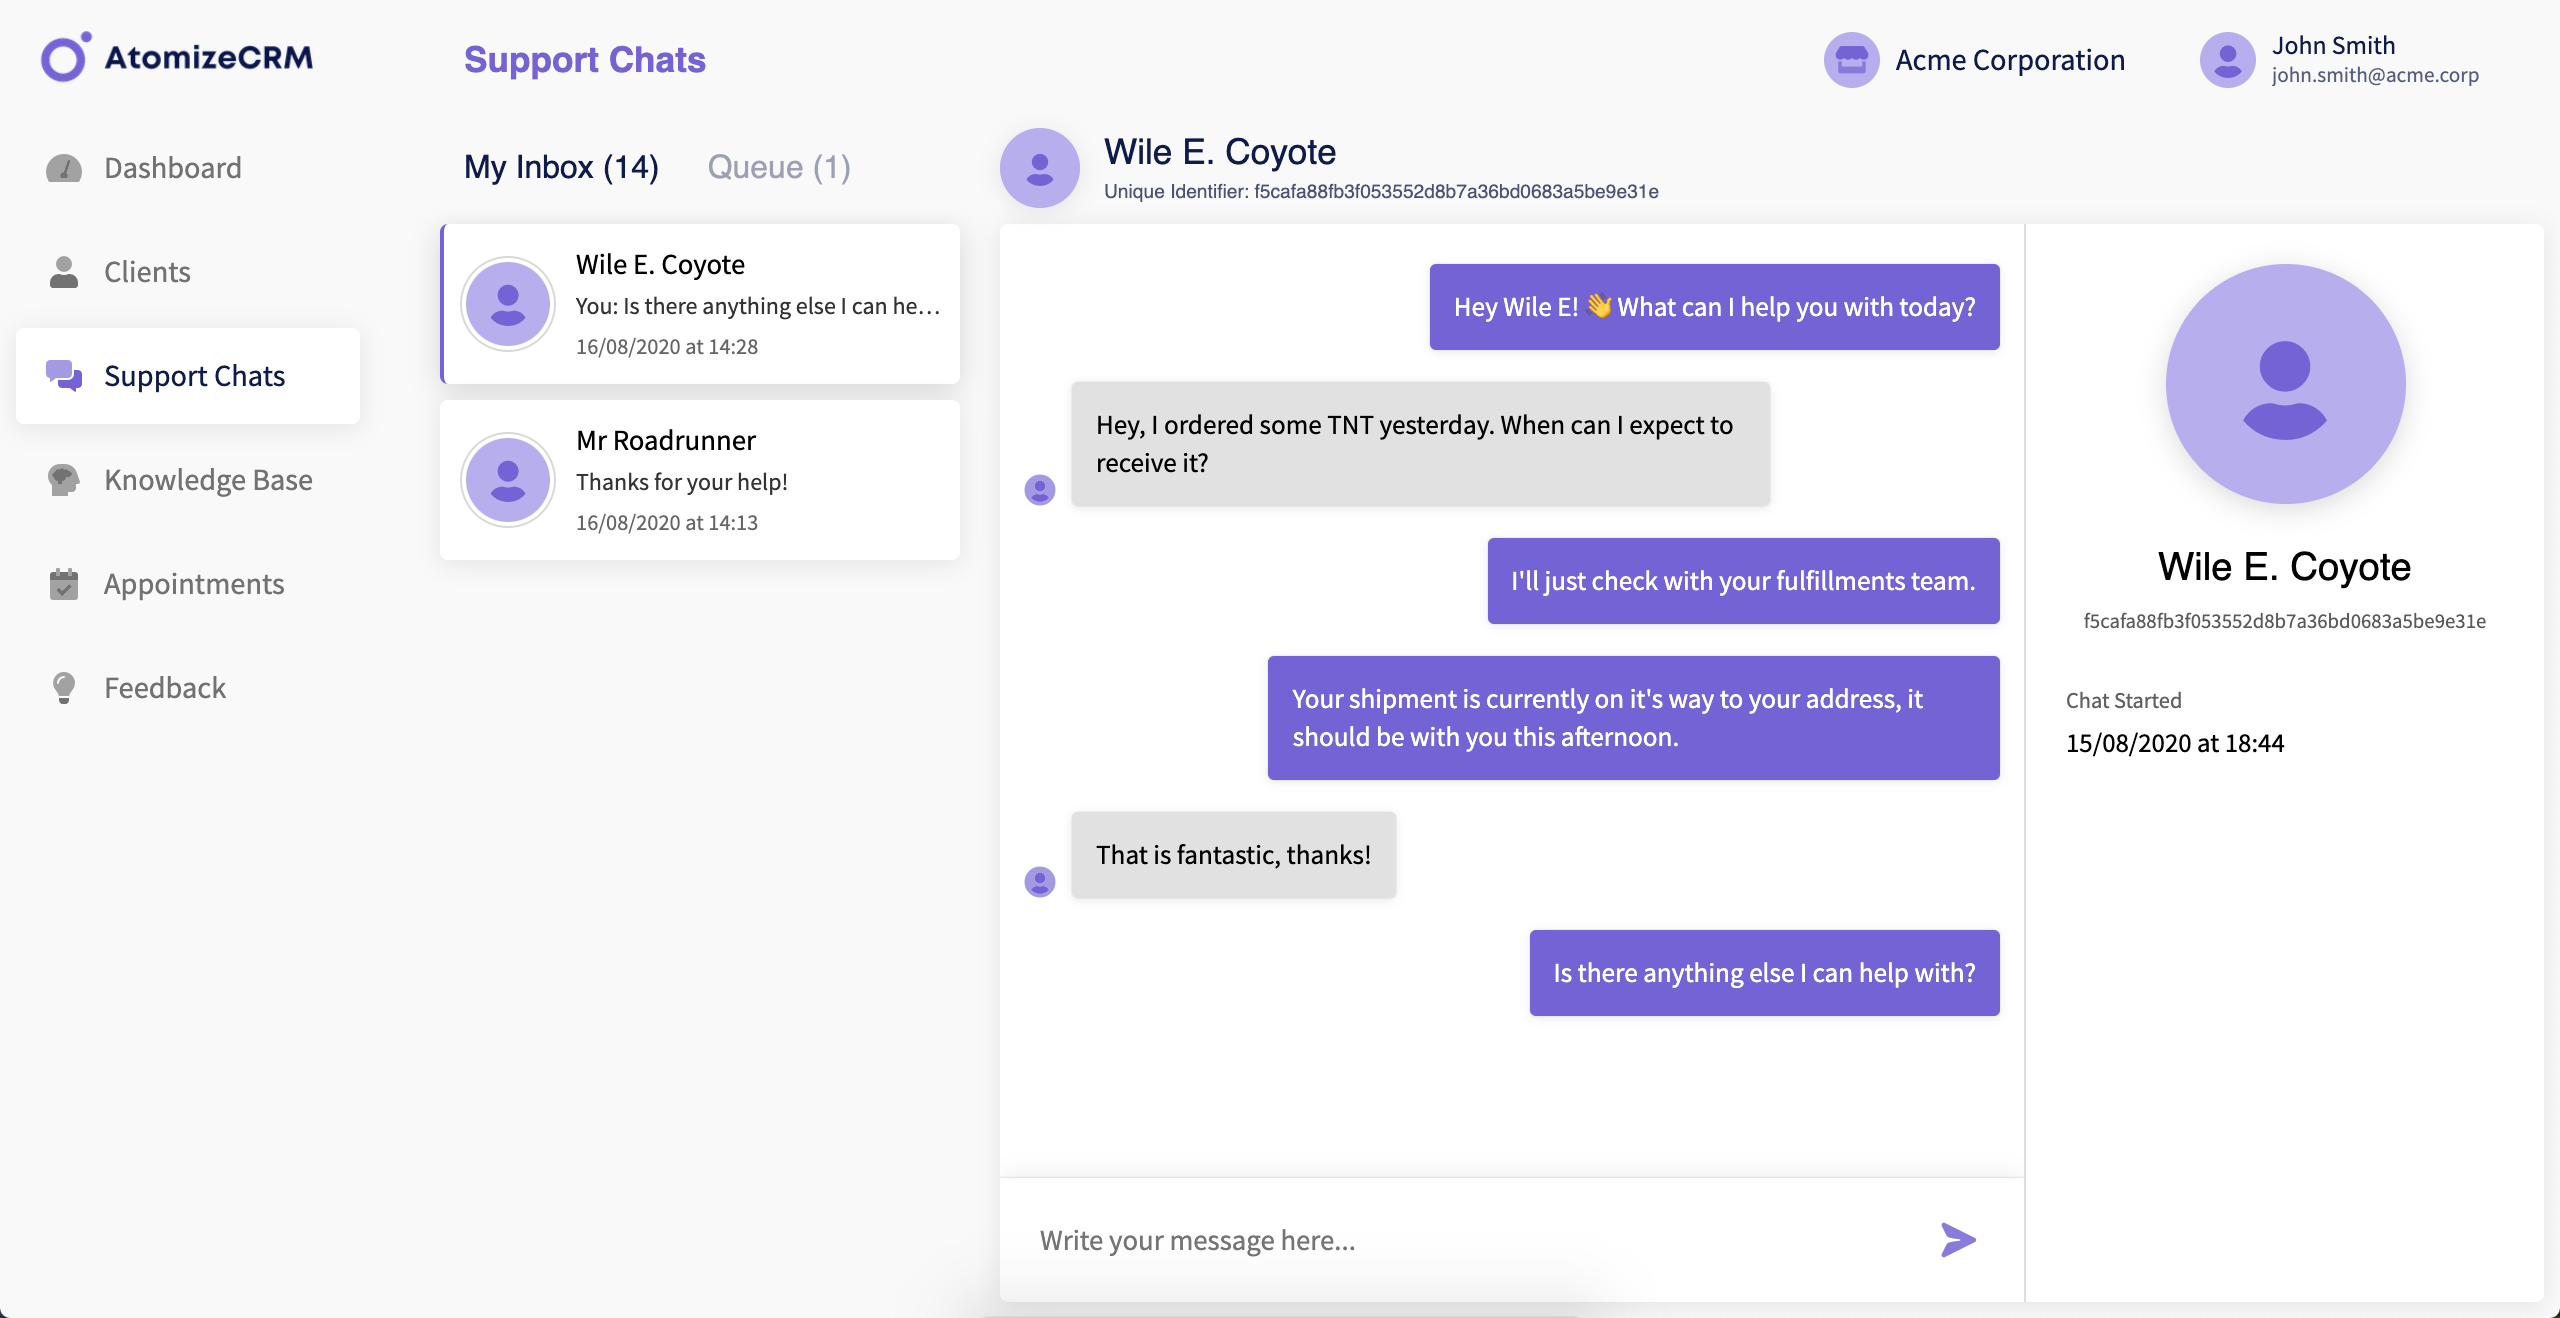 AtomizeCRM
Support Chats
Acme Corporation
John Smith
john.smith@acme.corp
Dashboard
Clients
Support Chats
Knowledge Base
Appointments
Feedback
My Inbox (14)
Queue (1)
Wile E. Coyote
You: Is there anything else I can he…
16/08/2020 at 14:28
Mr Roadrunner
Thanks for your help!
16/08/2020 at 14:13
Wile E. Coyote
Unique Identifier: f5cafa88fb3f053552d8b7a36bd0683a5be9e31e
Hey Wile E! 👋 What can I help you with today?
Hey, I ordered some TNT yesterday. When can I expect to
receive it?
I'll just check with your fulfillments team.
Your shipment is currently on it's way to your address, it
should be with you this afternoon.
That is fantastic, thanks!
Is there anything else I can help with?
Write your message here...
Wile E. Coyote
f5cafa88fb3f053552d8b7a36bd0683a5be9e31e
Chat Started
15/08/2020 at 18:44